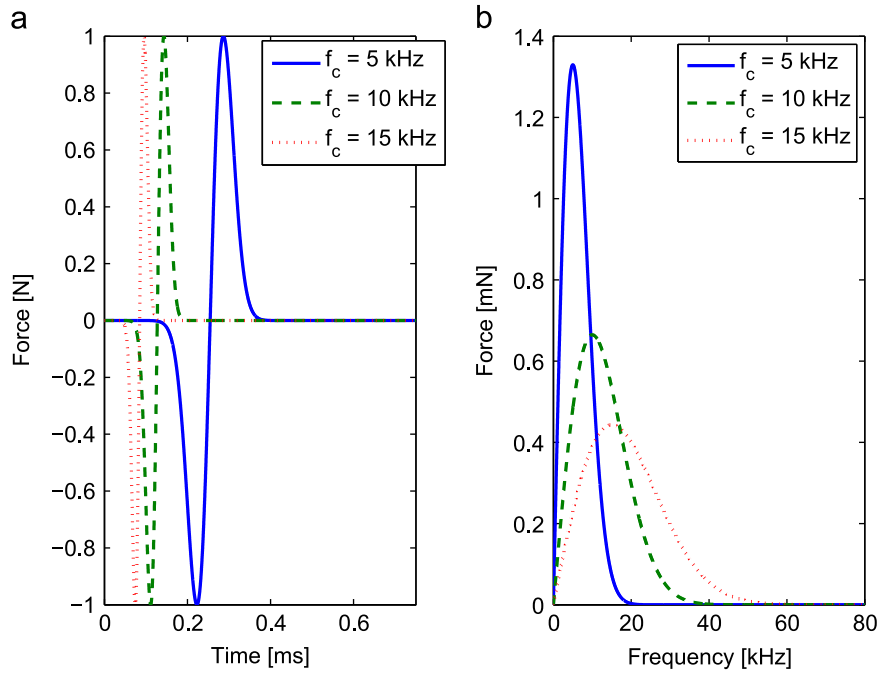 a
f_c = 5 kHz
f_c = 10 kHz
f_c = 15 kHz
1
0.8
0.6
0.4
0.2
0
−0.2
−0.4
−0.6
−0.8
−1
Force [N]
0
0.2
0.4
0.6
Time [ms]
b
f_c = 5 kHz
f_c = 10 kHz
f_c = 15 kHz
1.4
1.2
1
0.8
0.6
0.4
0.2
0
Force [mN]
0
20
40
60
80
Frequency [kHz]